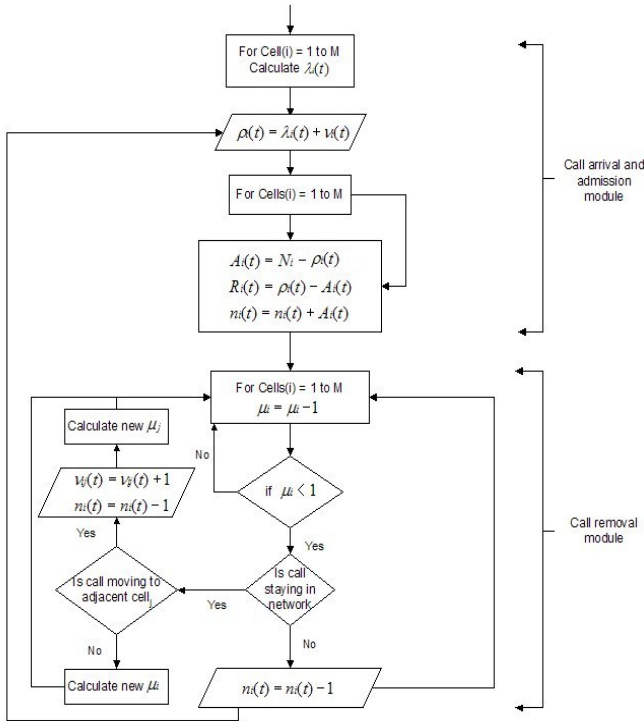 For Cell(i) = 1 to M
Calculate λᵢ(t)
ρᵢ(t) = λᵢ(t) + vᵢ(t)
For Cells(i) = 1 to M
Aᵢ(t) = Nᵢ − ρᵢ(t)
Rᵢ(t) = ρᵢ(t) − Aᵢ(t)
nᵢ(t) = nᵢ(t) + Aᵢ(t)
Call arrival and
admission
module
For Cells(i) = 1 to M
μᵢ = μᵢ − 1
No
if μᵢ < 1
Yes
Is call
staying in
network
Yes
No
nᵢ(t) = nᵢ(t) − 1
Calculate new μⱼ
vᵢⱼ(t) = vᵢⱼ(t) + 1
nᵢ(t) = nᵢ(t) − 1
Yes
Is call moving to
adjacent cellⱼ
No
Calculate new μᵢ
Call removal
module